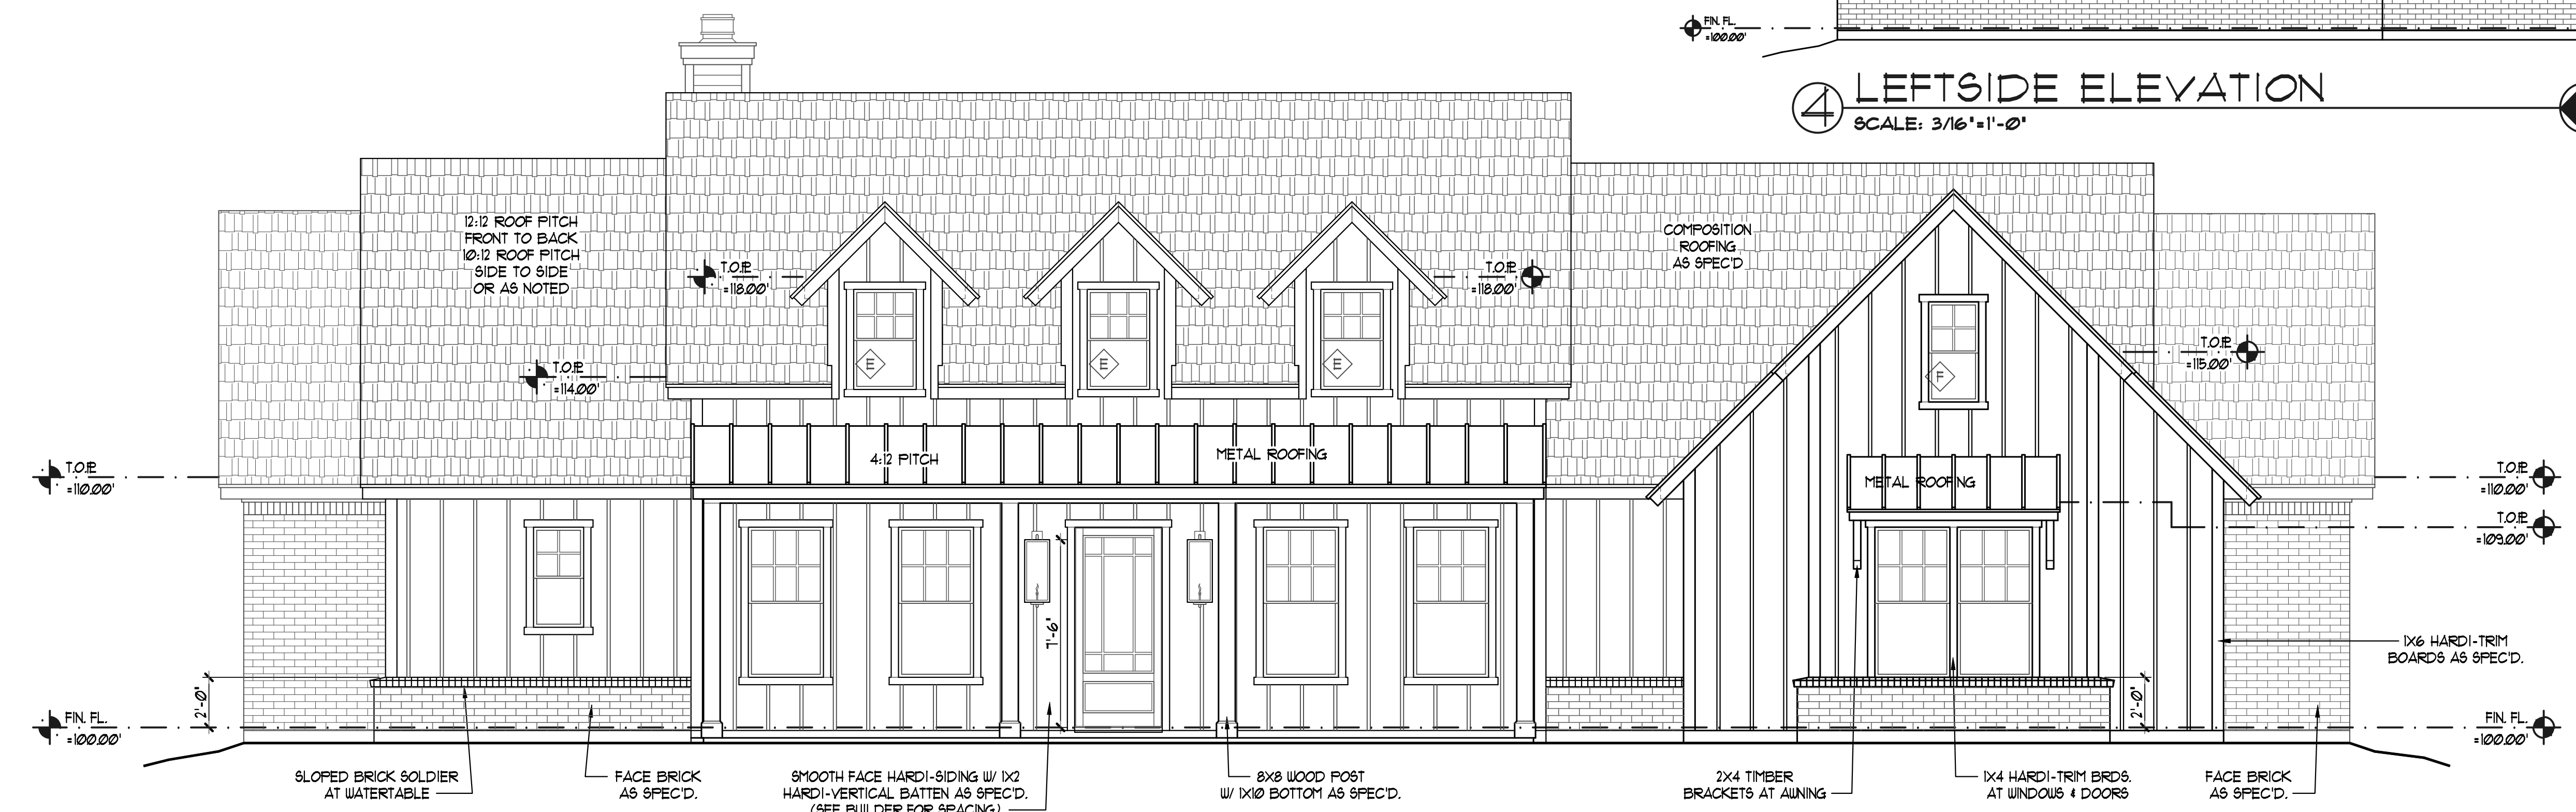 FIN. FL.
=100.00'
4
LEFTSIDE ELEVATION
SCALE: 3/16"=1'-0"
12:12 ROOF PITCH
FRONT TO BACK
10:12 ROOF PITCH
SIDE TO SIDE
OR AS NOTED
T.O.P.
=118.00'
T.O.P.
=118.00'
COMPOSITION
ROOFING
AS SPEC'D
T.O.P.
=114.00'
E
E
E
F
T.O.P.
=115.00'
4:12 PITCH
METAL ROOFING
METAL ROOFING
T.O.P.
=110.00'
T.O.P.
=110.00'
T.O.P.
=109.00'
7'-6"
1X6 HARDI-TRIM
BOARDS AS SPEC'D.
2'-0"
2'-0"
FIN. FL.
=100.00'
FIN. FL.
=100.00'
SLOPED BRICK SOLDIER
AT WATERTABLE
FACE BRICK
AS SPEC'D.
SMOOTH FACE HARDI-SIDING W/ 1X2
HARDI-VERTICAL BATTEN AS SPEC'D.
(SEE BUILDER FOR SPACING)
8X8 WOOD POST
W/ 1X10 BOTTOM AS SPEC'D.
2X4 TIMBER
BRACKETS AT AWNING
1X4 HARDI-TRIM BRDS.
AT WINDOWS & DOORS
FACE BRICK
AS SPEC'D.